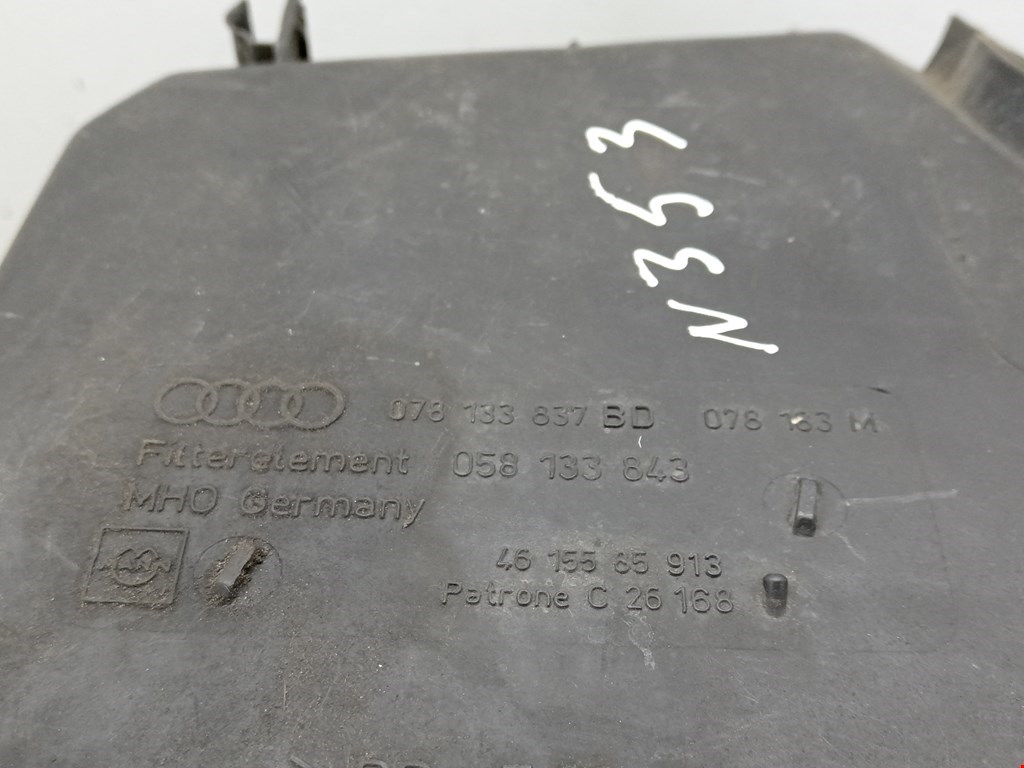 N353
078 133 837 BD 078 133 M
Filterelement 058 133 843
MHO Germany
46 155 85 913
Patrone C 26 168